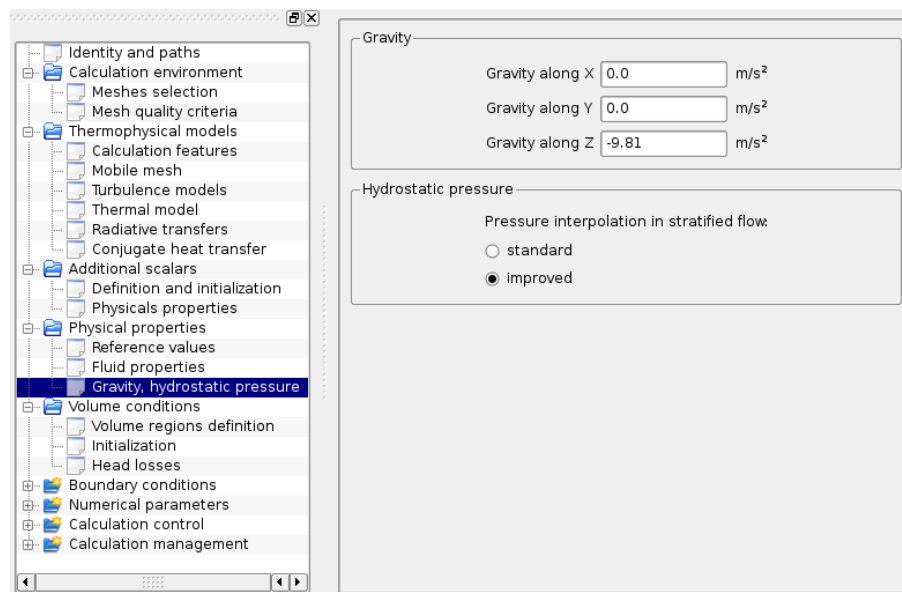 Identity and paths
Calculation environment
Meshes selection
Mesh quality criteria
Thermophysical models
Calculation features
Mobile mesh
Turbulence models
Thermal model
Radiative transfers
Conjugate heat transfer
Additional scalars
Definition and initialization
Physicals properties
Physical properties
Reference values
Fluid properties
Gravity, hydrostatic pressure
Volume conditions
Volume regions definition
Initialization
Head losses
Boundary conditions
Numerical parameters
Calculation control
Calculation management
Gravity
Gravity along X 0.0 m/s²
Gravity along Y 0.0 m/s²
Gravity along Z -9.81 m/s²
Hydrostatic pressure
Pressure interpolation in stratified flow:
standard
improved